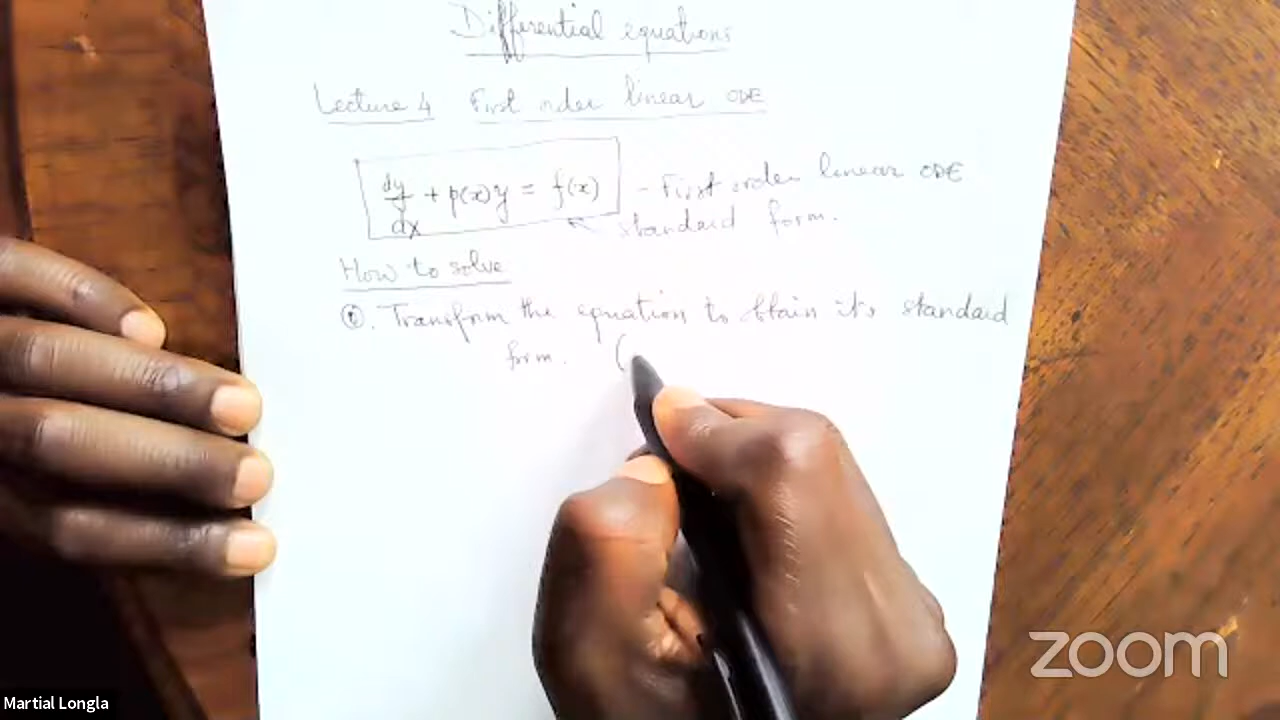 Differential equations
Lecture 4 First order linear ODE
dy/dx + p(x)y = f(x) - First order linear ODE
standard form.
How to solve
①. Transform the equation to obtain its standard
form. (
zoom
Martial Longla